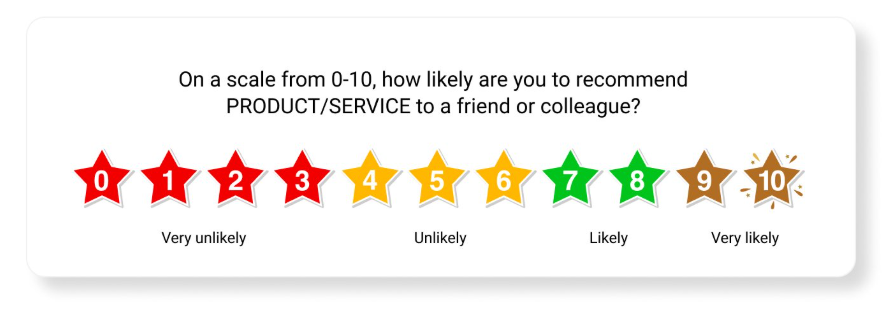 On a scale from 0-10, how likely are you to recommend
PRODUCT/SERVICE to a friend or colleague?
0 1 2 3 4 5 6 7 8 9 10
Very unlikely Unlikely Likely Very likely